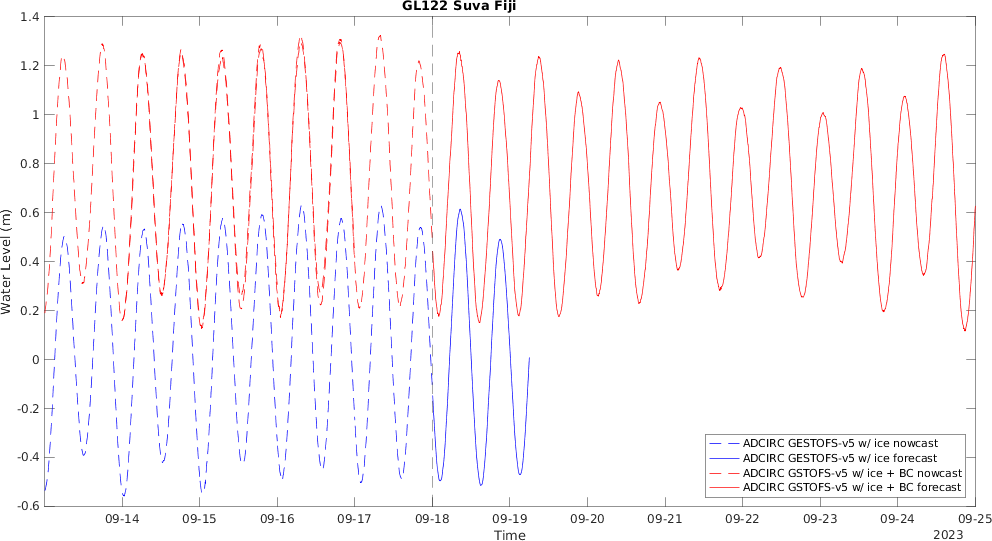 GL122 Suva Fiji
1.4
1.2
1
0.8
0.6
0.4
0.2
0
-0.2
-0.4
-0.6
Water Level (m)
ADCIRC GESTOFS-v5 w/ ice nowcast
ADCIRC GESTOFS-v5 w/ ice forecast
ADCIRC GSTOFS-v5 w/ ice + BC nowcast
ADCIRC GSTOFS-v5 w/ ice + BC forecast
09-14 09-15 09-16 09-17 09-18 09-19 09-20 09-21 09-22 09-23 09-24 09-25
Time 2023